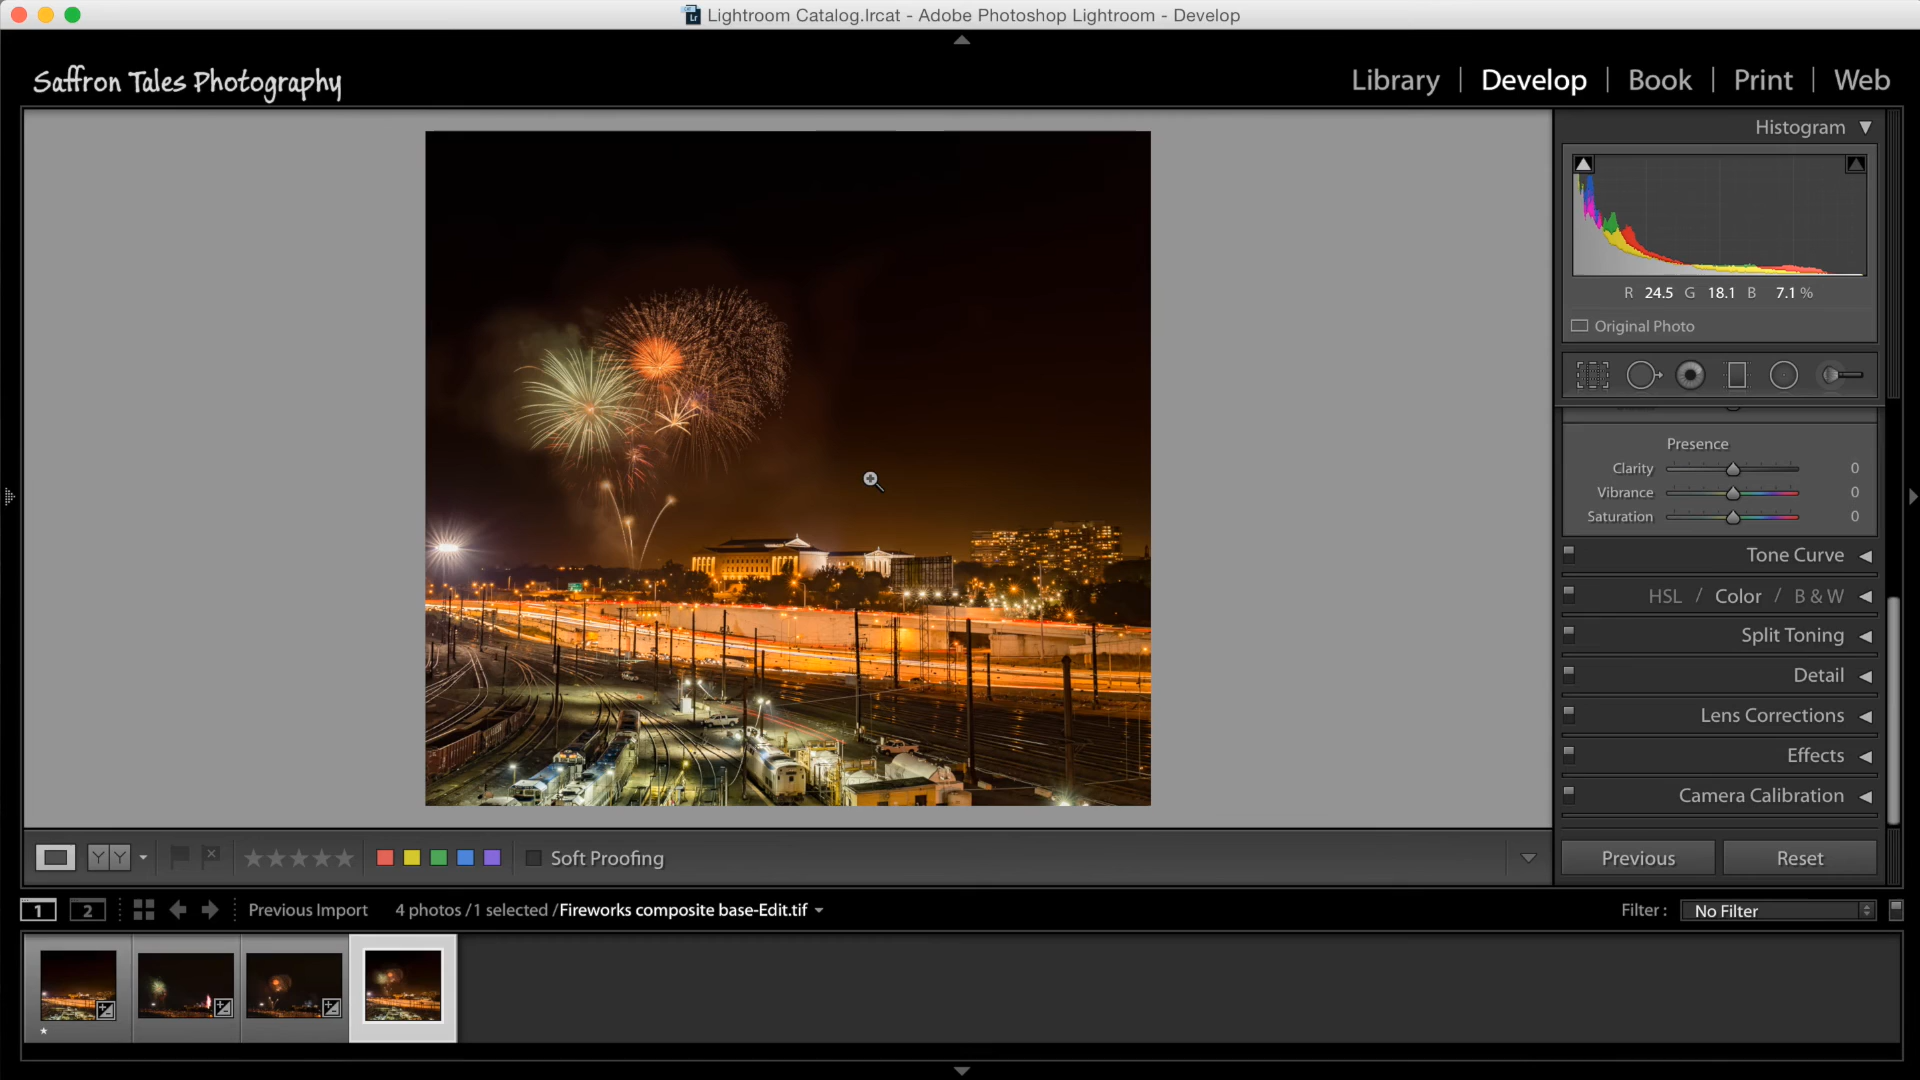 Lightroom Catalog.lrcat - Adobe Photoshop Lightroom - Develop
Saffron Tales Photography
Library | Develop | Book | Print | Web
Histogram
R 24.5 G 18.1 B 7.1 %
Original Photo
Presence
Clarity 0
Vibrance 0
Saturation 0
Tone Curve
HSL / Color / B & W
Split Toning
Detail
Lens Corrections
Effects
Camera Calibration
Soft Proofing
Previous Reset
1 2 Previous Import 4 photos /1 selected /Fireworks composite base-Edit.tif Filter : No Filter